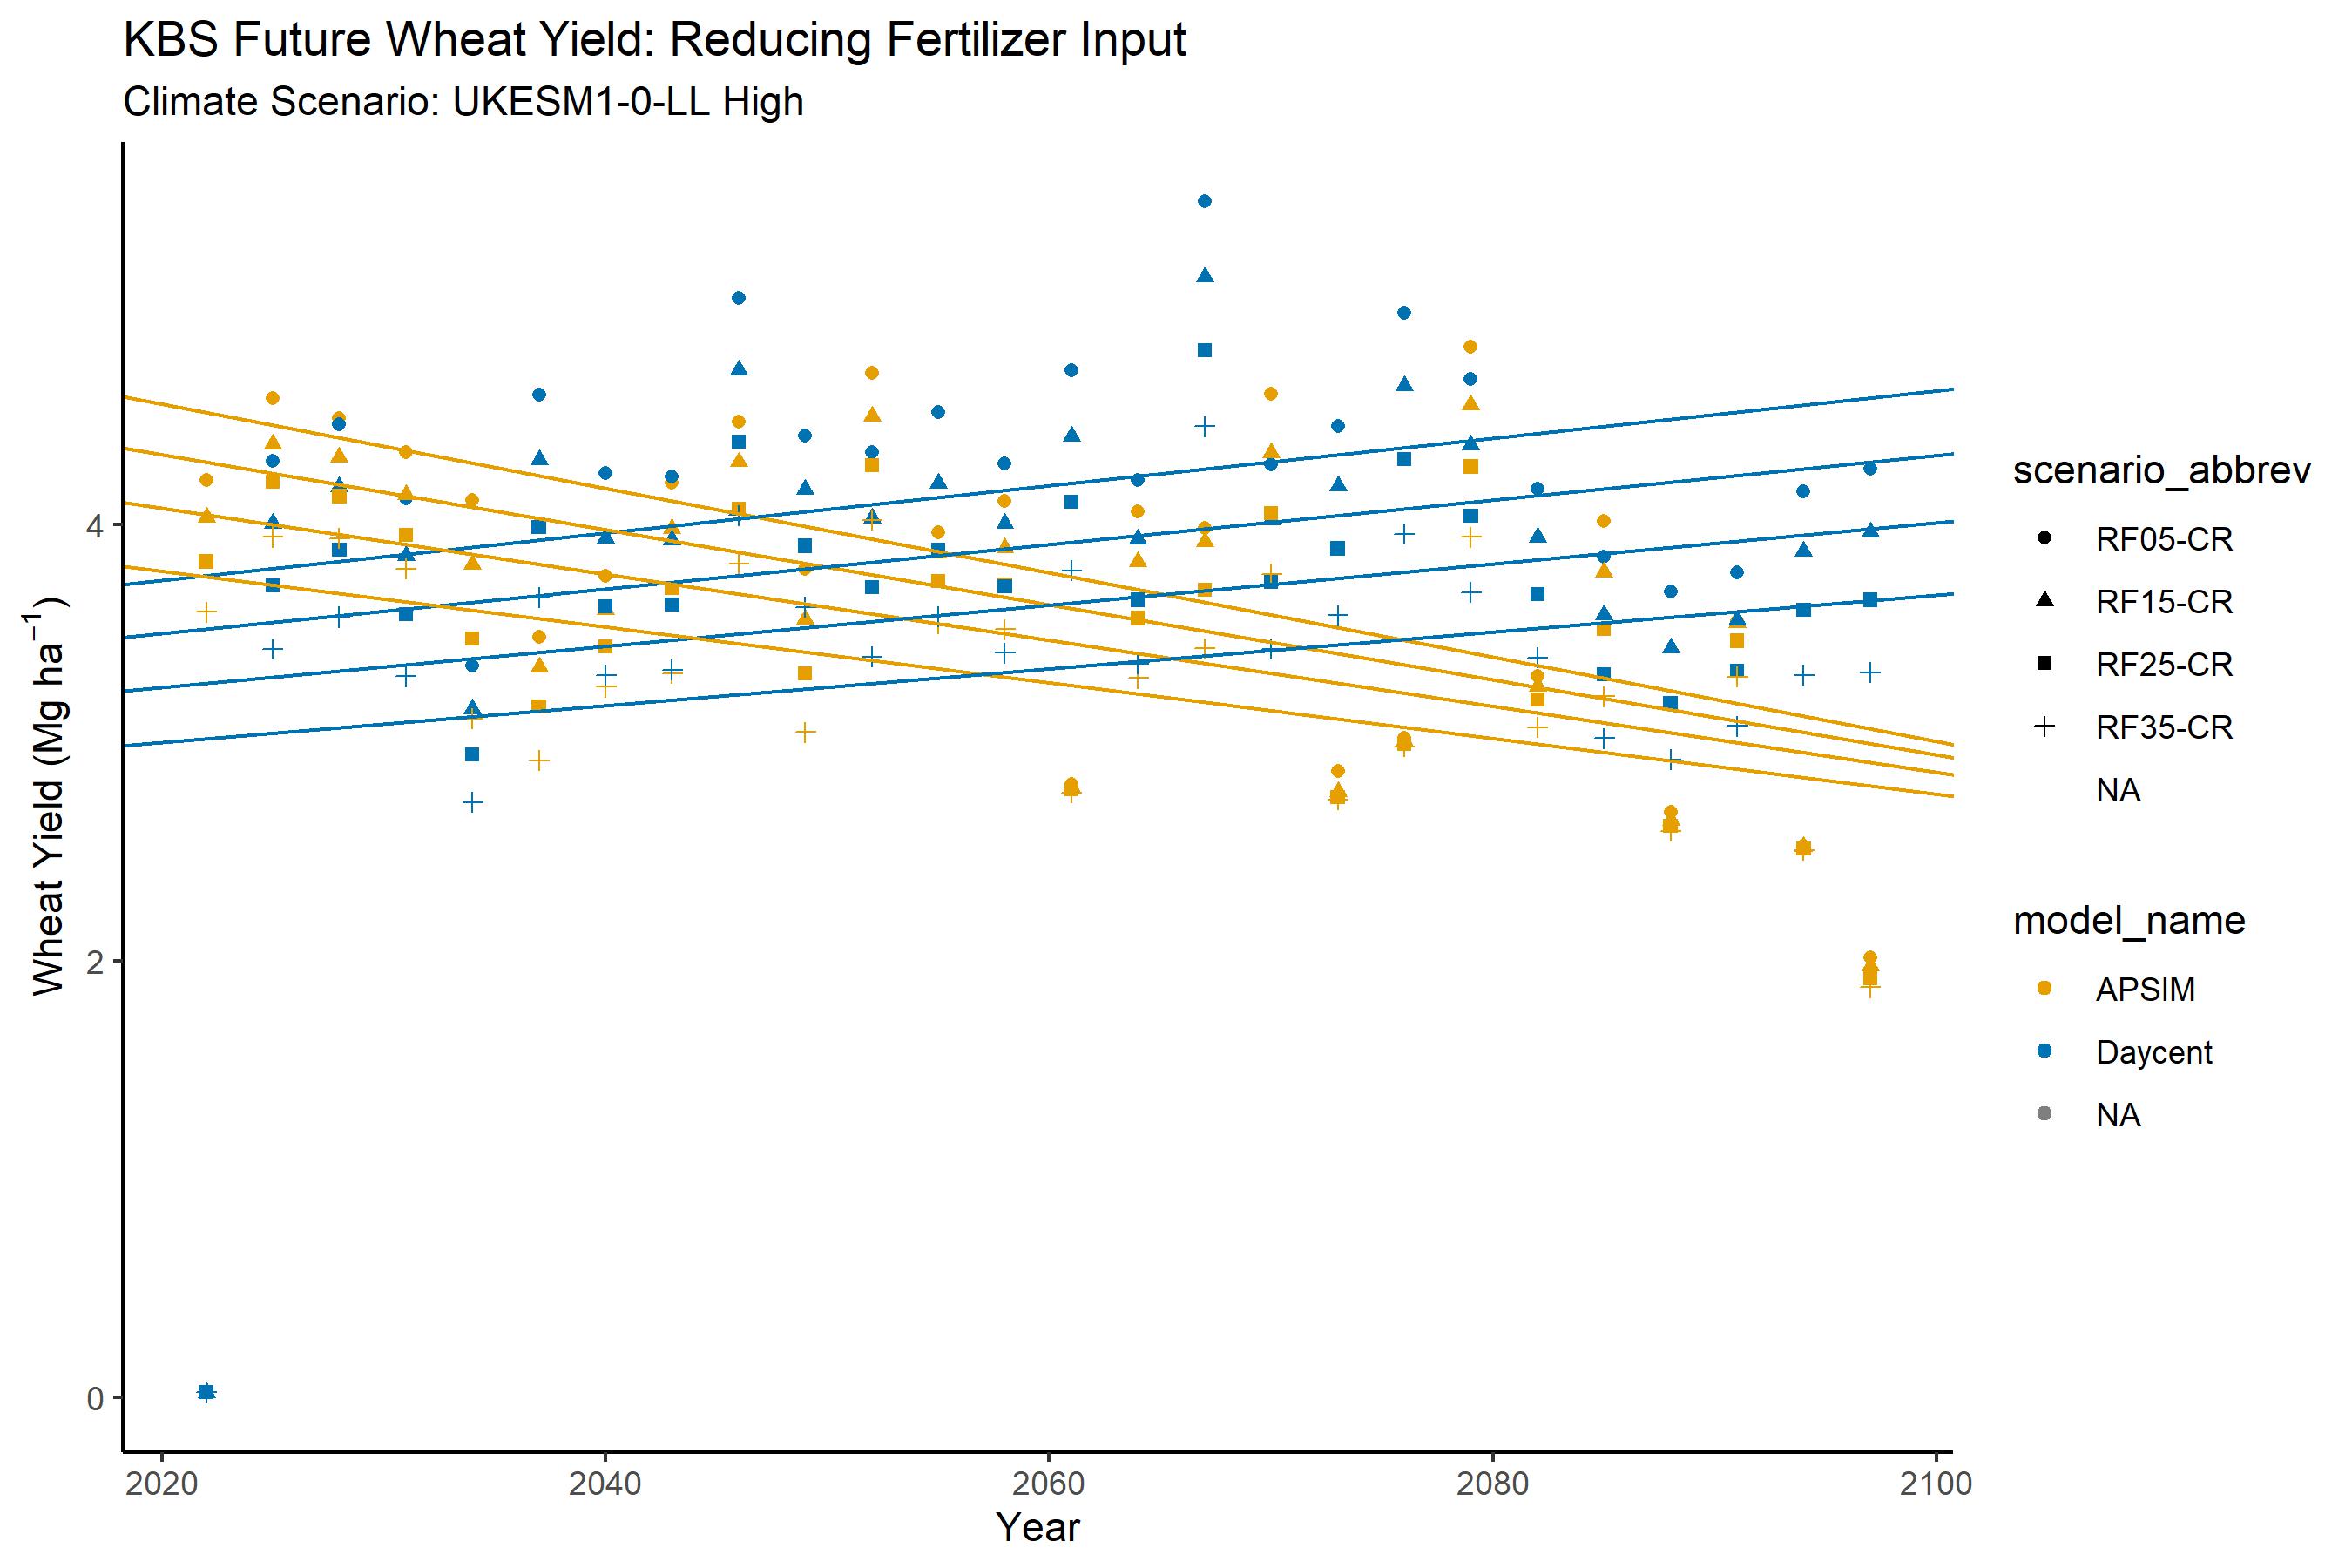 KBS Future Wheat Yield: Reducing Fertilizer Input
Climate Scenario: UKESM1-0-LL High
Wheat Yield (Mg ha⁻¹)
4
2
0
2020 2040 2060 2080 2100
Year
scenario_abbrev
RF05-CR
RF15-CR
RF25-CR
RF35-CR
NA
model_name
APSIM
Daycent
NA